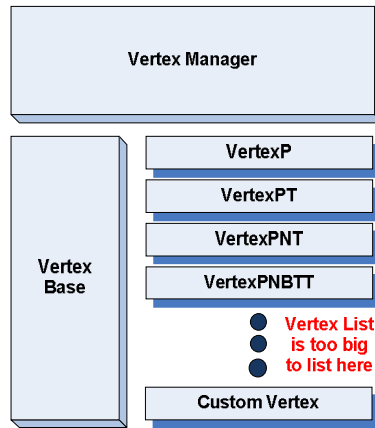 Vertex Manager
VertexP
VertexPT
VertexPNT
VertexPNBTT
Vertex
Base
Vertex List
is too big
to list here
Custom Vertex